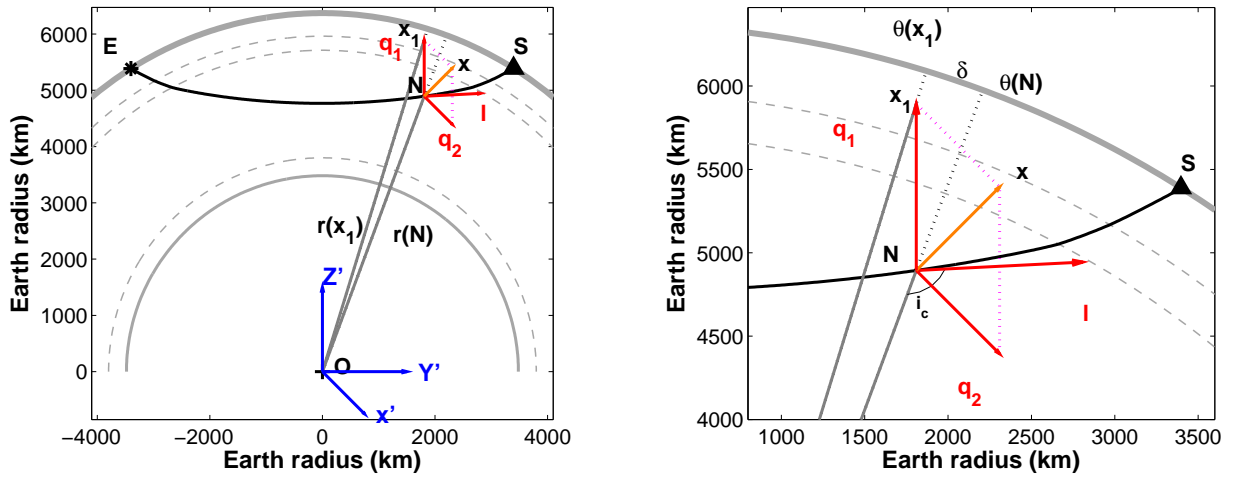 Earth radius (km)
6000
5000
4000
3000
2000
1000
0
−4000
−2000
0
2000
4000
Earth radius (km)
E
S
x1
q1
x
N
l
q2
r(x1)
r(N)
Z’
O
Y’
x’
Earth radius (km)
6000
5500
5000
4500
4000
1000
1500
2000
2500
3000
3500
Earth radius (km)
θ(x1)
δ
θ(N)
x1
q1
S
x
N
ic
l
q2